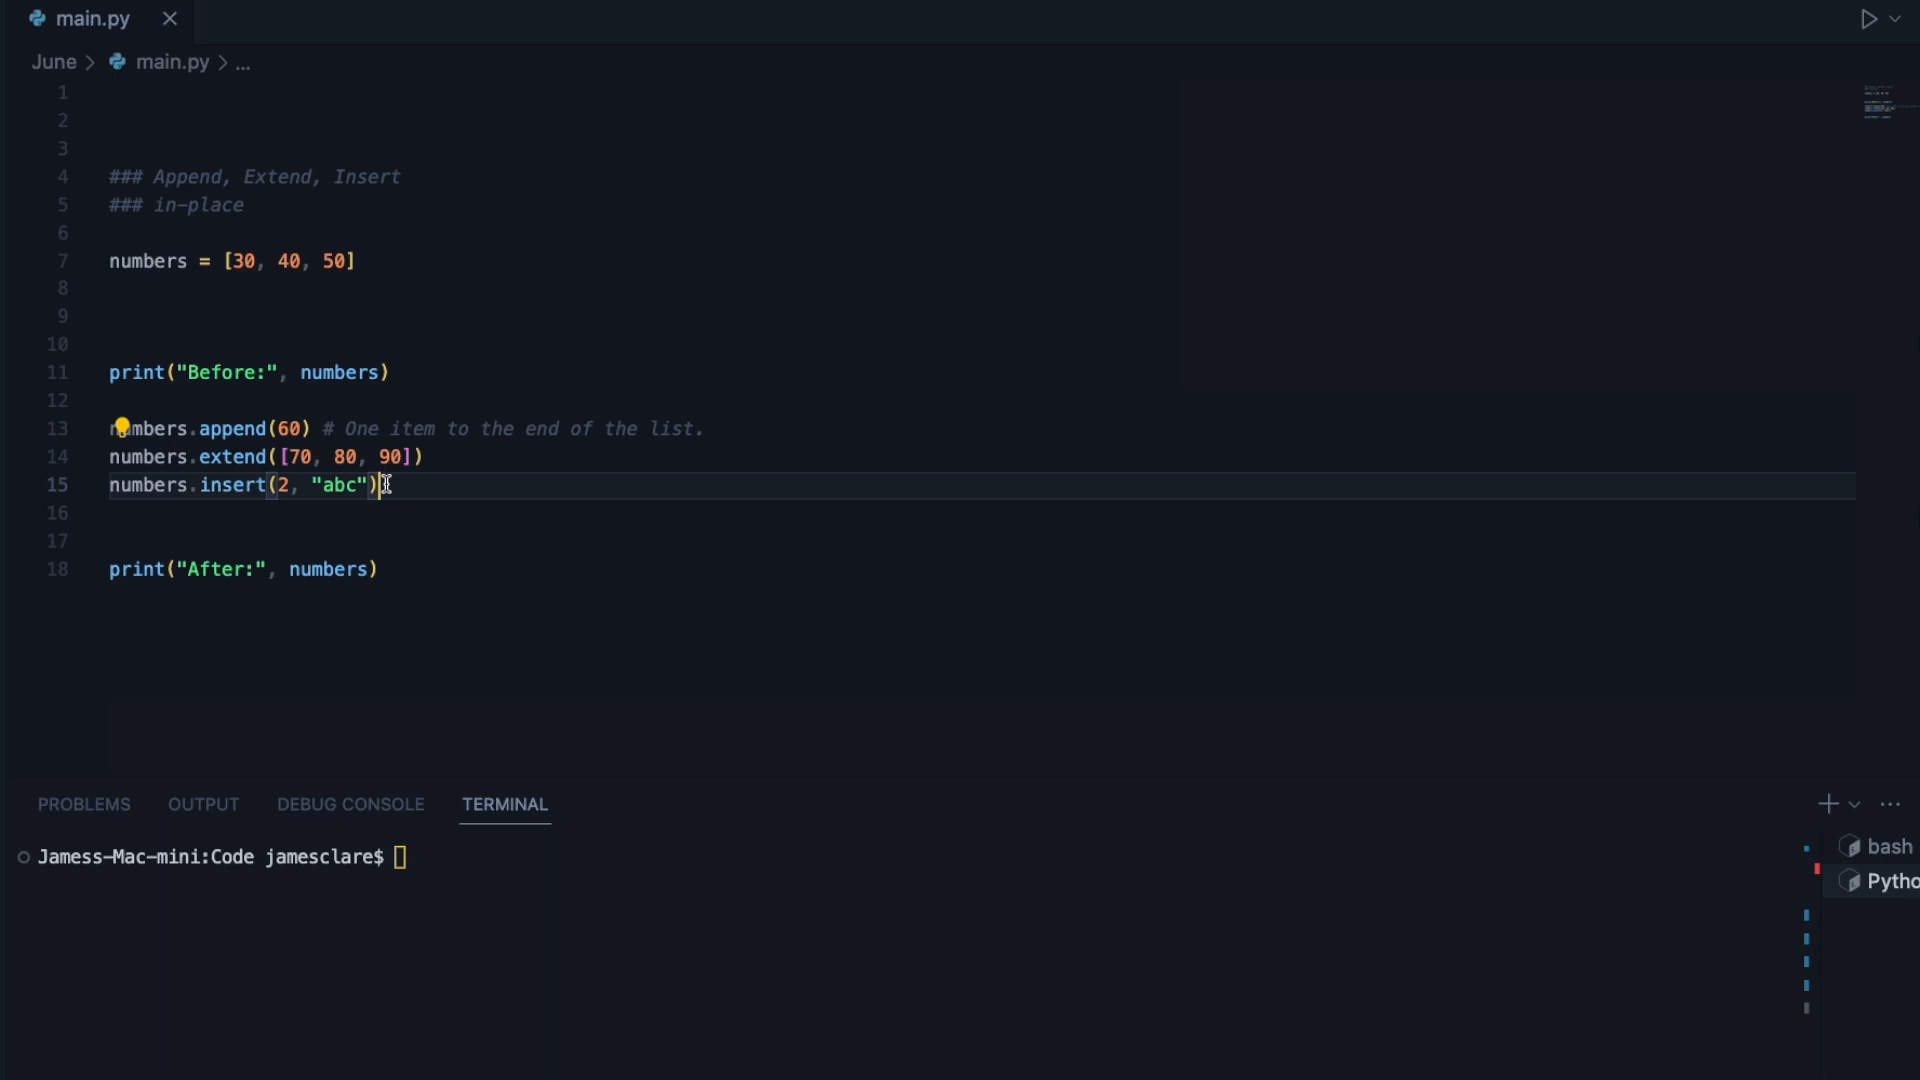 main.py
June > main.py > ...
1
2
3
4 ### Append, Extend, Insert
5 ### in-place
6
7 numbers = [30, 40, 50]
8
9
10
11 print("Before:", numbers)
12
13 numbers.append(60) # One item to the end of the list.
14 numbers.extend([70, 80, 90])
15 numbers.insert(2, "abc")
16
17
18 print("After:", numbers)
PROBLEMS OUTPUT DEBUG CONSOLE TERMINAL
Jamess-Mac-mini:Code jamesclare$
bash
Pytho